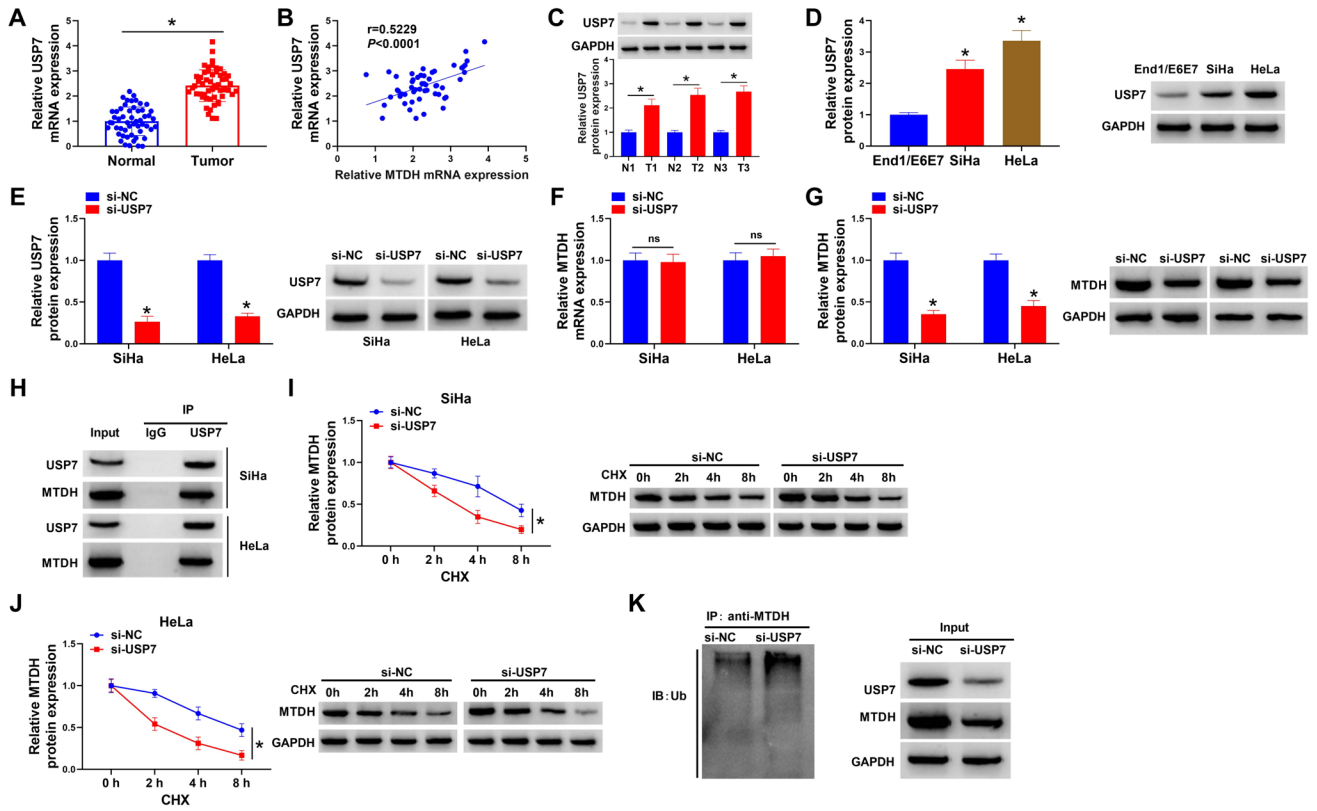 A
Relative USP7
mRNA expression
5
4
3
2
1
0
*
Normal
Tumor
B
Relative USP7
mRNA expression
5
4
3
2
1
0
r=0.5229
P<0.0001
0 1 2 3 4 5
Relative MTDH mRNA expression
C
USP7
GAPDH
Relative USP7
protein expression
4
3
2
1
0
* * *
N1 T1 N2 T2 N3 T3
D
Relative USP7
protein expression
4
3
2
1
0
* *
End1/E6E7 SiHa HeLa
End1/E6E7 SiHa HeLa
USP7
GAPDH
E
si-NC
si-USP7
Relative USP7
protein expression
1.5
1.0
0.5
0.0
* *
SiHa HeLa
si-NC si-USP7 si-NC si-USP7
USP7
GAPDH
SiHa HeLa
F
si-NC
si-USP7
Relative MTDH
mRNA expression
1.5
1.0
0.5
0.0
ns ns
SiHa HeLa
G
si-NC
si-USP7
Relative MTDH
protein expression
1.5
1.0
0.5
0.0
* *
SiHa HeLa
si-NC si-USP7 si-NC si-USP7
MTDH
GAPDH
H
IP
Input IgG USP7
USP7
MTDH
SiHa
USP7
MTDH
HeLa
I
SiHa
si-NC
si-USP7
Relative MTDH
protein expression
1.5
1.0
0.5
0.0
*
0 h 2 h 4 h 8 h
CHX
si-NC si-USP7
CHX 0h 2h 4h 8h 0h 2h 4h 8h
MTDH
GAPDH
J
HeLa
si-NC
si-USP7
Relative MTDH
protein expression
1.5
1.0
0.5
0.0
*
0 h 2 h 4 h 8 h
CHX
si-NC si-USP7
CHX 0h 2h 4h 8h 0h 2h 4h 8h
MTDH
GAPDH
K
IP: anti-MTDH
si-NC si-USP7
IB:Ub
Input
si-NC si-USP7
USP7
MTDH
GAPDH